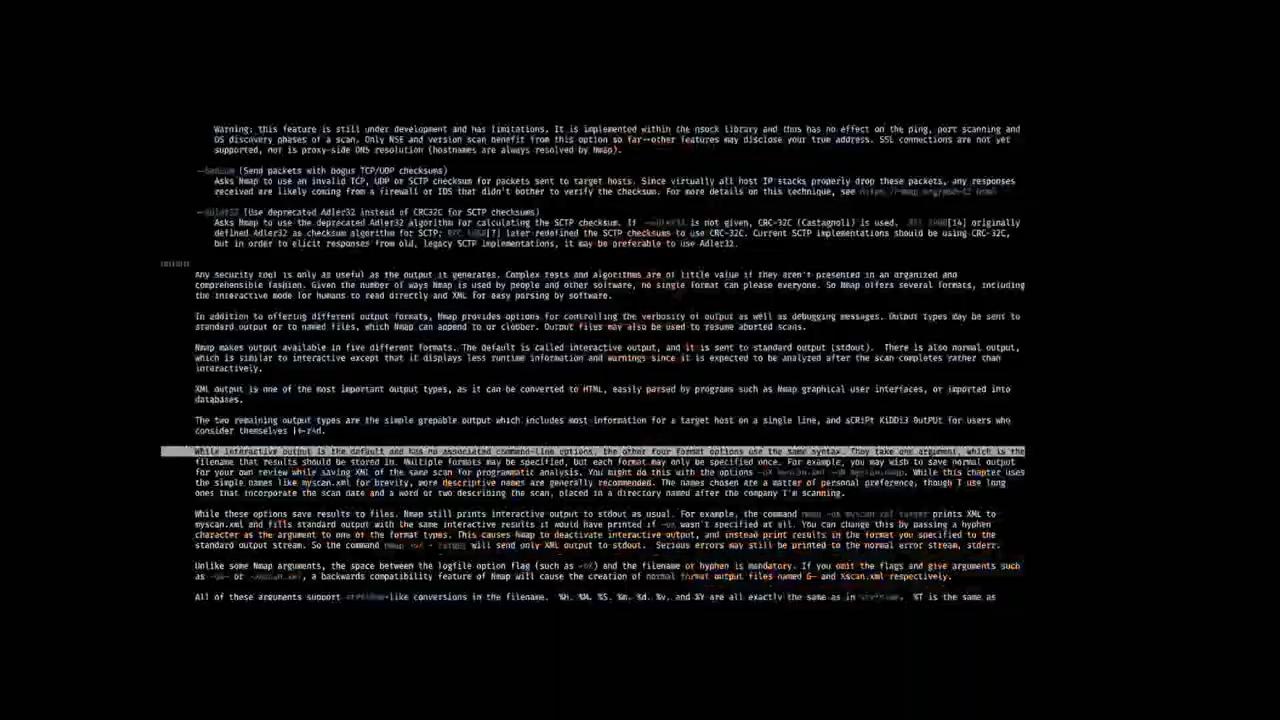 Warning: this feature is still under development and has limitations. It is implemented within the nsock library and thus has no effect on the ping, port scanning and
OS discovery phases of a scan. Only NSE and version scan benefit from this option so far--other features may disclose your true address. SSL connections are not yet
supported, nor is proxy-side DNS resolution (hostnames are always resolved by Nmap).
--badsum (Send packets with bogus TCP/UDP checksums)
Asks Nmap to use an invalid TCP, UDP or SCTP checksum for packets sent to target hosts. Since virtually all host IP stacks properly drop these packets, any responses
received are likely coming from a firewall or IDS that didn't bother to verify the checksum. For more details on this technique, see
--adler32 (Use deprecated Adler32 instead of CRC32C for SCTP checksums)
Asks Nmap to use the deprecated Adler32 algorithm for calculating the SCTP checksum. If --adler32 is not given, CRC-32C (Castagnoli) is used. [14] originally
defined Adler32 as checksum algorithm for SCTP; [7] later redefined the SCTP checksums to use CRC-32C. Current SCTP implementations should be using CRC-32C,
but in order to elicit responses from old, legacy SCTP implementations, it may be preferable to use Adler32.
Any security tool is only as useful as the output it generates. Complex tests and algorithms are of little value if they aren't presented in an organized and
comprehensible fashion. Given the number of ways Nmap is used by people and other software, no single format can please everyone. So Nmap offers several formats, including
the interactive mode for humans to read directly and XML for easy parsing by software.
In addition to offering different output formats, Nmap provides options for controlling the verbosity of output as well as debugging messages. Output types may be sent to
standard output or to named files, which Nmap can append to or clobber. Output files may also be used to resume aborted scans.
Nmap makes output available in five different formats. The default is called interactive output, and it is sent to standard output (stdout). There is also normal output,
which is similar to interactive except that it displays less runtime information and warnings since it is expected to be analyzed after the scan completes rather than
interactively.
XML output is one of the most important output types, as it can be converted to HTML, easily parsed by programs such as Nmap graphical user interfaces, or imported into
databases.
The two remaining output types are the simple grepable output which includes most information for a target host on a single line, and sCRiPt KiDDi3 OutPUt for users who
consider themselves |<-r4d.
While interactive output is the default and has no associated command-line options, the other four format options use the same syntax. They take one argument, which is the
filename that results should be stored in. Multiple formats may be specified, but each format may only be specified once. For example, you may wish to save normal output
for your own review while saving XML of the same scan for programmatic analysis. You might do this with the options -oX myscan.xml -oN myscan.nmap. While this chapter uses
the simple names like myscan.xml for brevity, more descriptive names are generally recommended. The names chosen are a matter of personal preference, though I use long
ones that incorporate the scan date and a word or two describing the scan, placed in a directory named after the company I'm scanning.
While these options save results to files, Nmap still prints interactive output to stdout as usual. For example, the command nmap -oX myscan.xml target prints XML to
myscan.xml and fills standard output with the same interactive results it would have printed if -oX wasn't specified at all. You can change this by passing a hyphen
character as the argument to one of the format types. This causes Nmap to deactivate interactive output, and instead print results in the format you specified to the
standard output stream. So the command nmap -oX - target will send only XML output to stdout. Serious errors may still be printed to the normal error stream, stderr.
Unlike some Nmap arguments, the space between the logfile option flag (such as -oX) and the filename or hyphen is mandatory. If you omit the flags and give arguments such
as or , a backwards compatibility feature of Nmap will cause the creation of normal format output files named G- and Xscan.xml respectively.
All of these arguments support strftime-like conversions in the filename. %H, %M, %S, %m, %d, %y, and %Y are all exactly the same as in strftime. %T is the same as